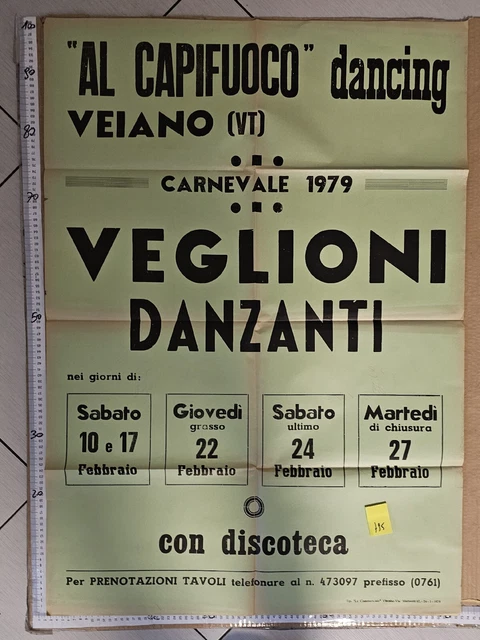 "AL CAPIFUOCO" dancing
VEIANO (VT)
CARNEVALE 1979
VEGLIONI
DANZANTI
nei giorni di:
Sabato
10 e 17
Febbraio
Giovedì
grasso
22
Febbraio
Sabato
ultimo
24
Febbraio
Martedì
di chiusura
27
Febbraio
con discoteca
Per PRENOTAZIONI TAVOLI telefonare al n. 473097 prefisso (0761)